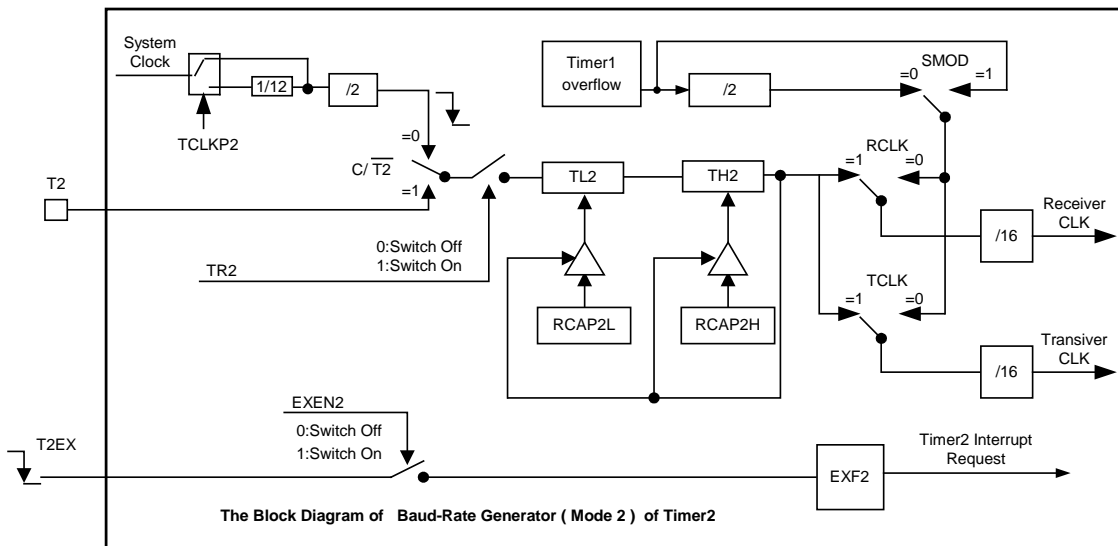 System
Clock
1/12
/2
TCLKP2
Timer1
overflow
/2
SMOD
=0
=1
=0
C/ T2
=1
T2
TL2
TH2
RCLK
=1
=0
/16
Receiver
CLK
0:Switch Off
1:Switch On
TR2
RCAP2L
RCAP2H
TCLK
=1
=0
/16
Transiver
CLK
EXEN2
0:Switch Off
1:Switch On
T2EX
EXF2
Timer2 Interrupt
Request
The Block Diagram of Baud-Rate Generator ( Mode 2 ) of Timer2